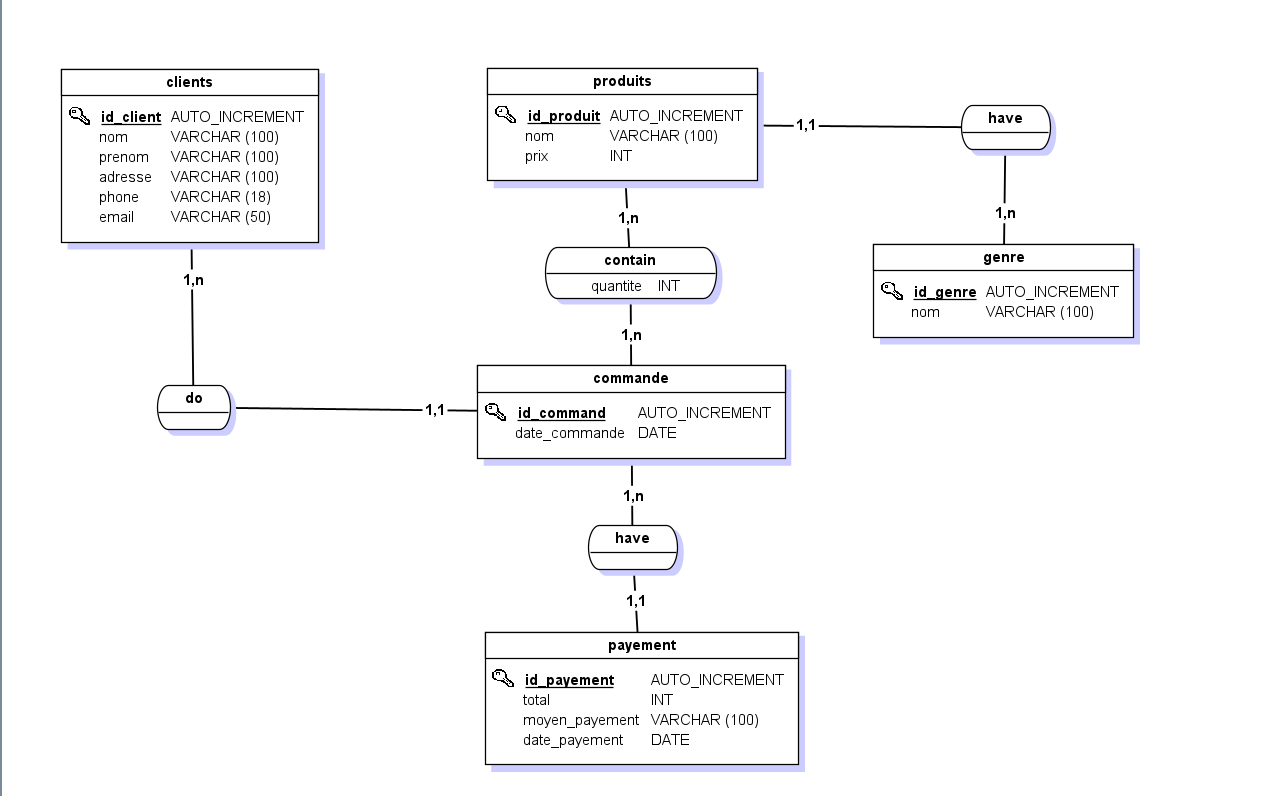 clients
id_client AUTO_INCREMENT
nom VARCHAR (100)
prenom VARCHAR (100)
adresse VARCHAR (100)
phone VARCHAR (18)
email VARCHAR (50)
produits
id_produit AUTO_INCREMENT
nom VARCHAR (100)
prix INT
1,1
have
1,n
genre
id_genre AUTO_INCREMENT
nom VARCHAR (100)
1,n
contain
quantite INT
1,n
1,n
do
1,1
commande
id_command AUTO_INCREMENT
date_commande DATE
1,n
have
1,1
payement
id_payement AUTO_INCREMENT
total INT
moyen_payement VARCHAR (100)
date_payement DATE